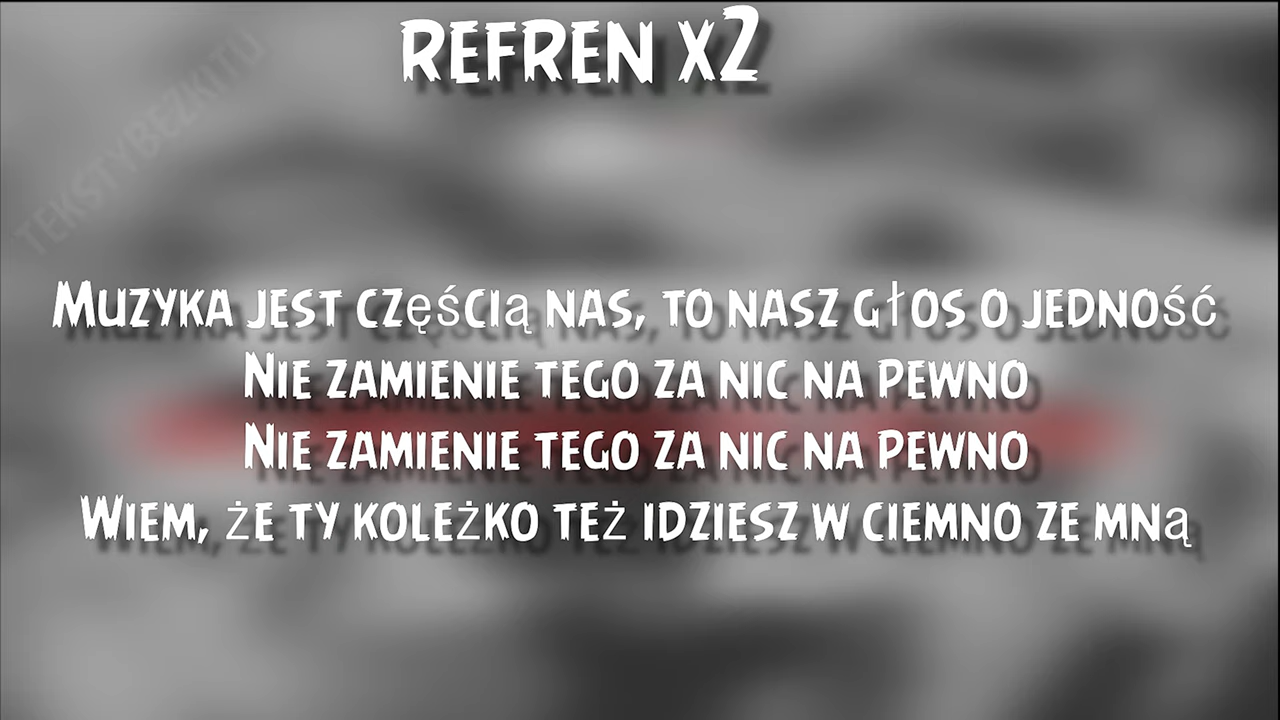 REFREN X2
TEKSTYBEZKITU
Muzyka jest częścią nas, to nasz głos o jedność
Nie zamienie tego za nic na pewno
Nie zamienie tego za nic na pewno
Wiem, że ty koleżko też idziesz w ciemno ze mną